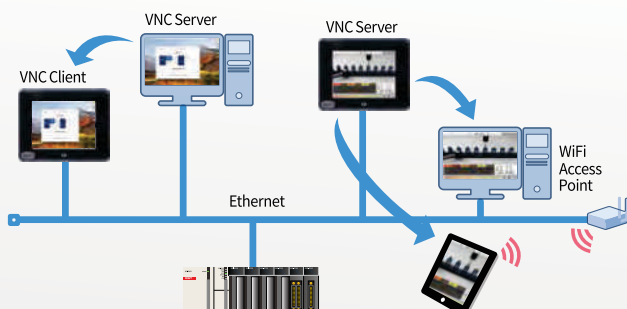 VNC Server
VNC Server
VNC Client
WiFi
Access
Point
Ethernet